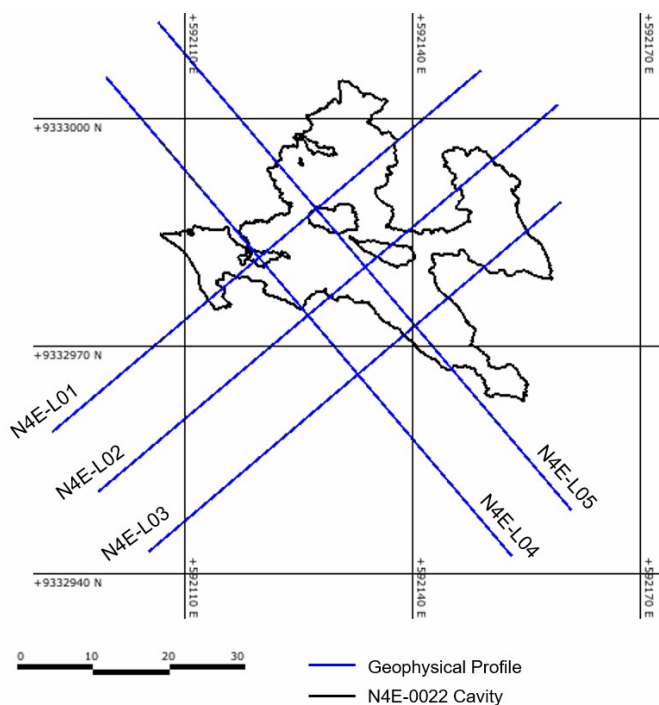 +592110 E
+592140 E
+592170 E
+9333000 N
+9332970 N
N4E-L01
N4E-L02
N4E-L03
N4E-L04
N4E-L05
+9332940 N
+592110 E
+592140 E
+592170 E
0 10 20 30
Geophysical Profile
N4E-0022 Cavity